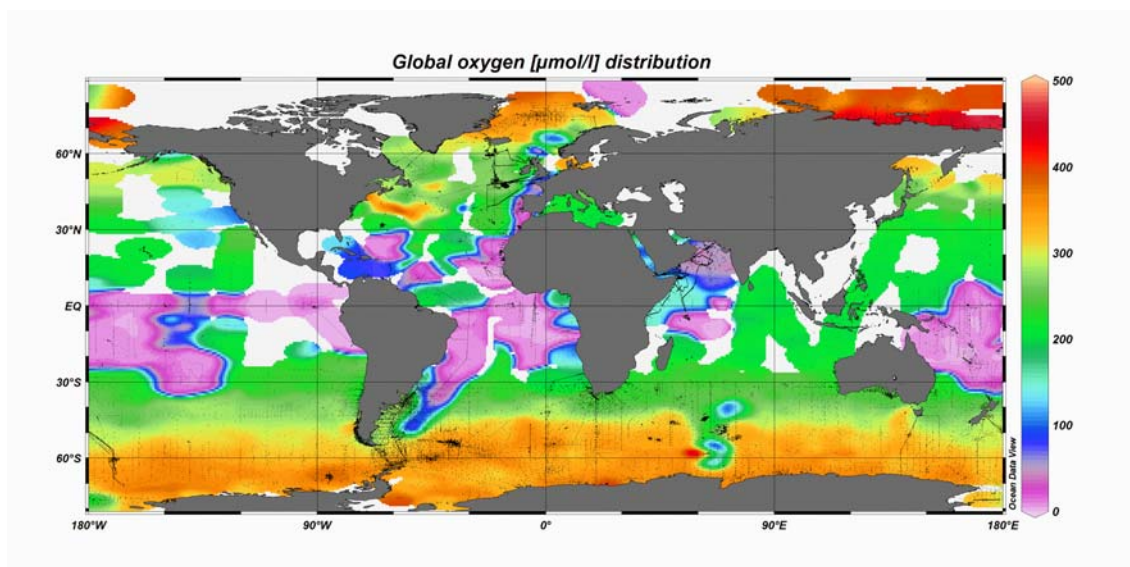 Global oxygen [µmol/l] distribution
500
60°N
400
30°N
300
EQ
200
30°S
100
60°S
Ocean Data View
0
180°W
90°W
0°
90°E
180°E